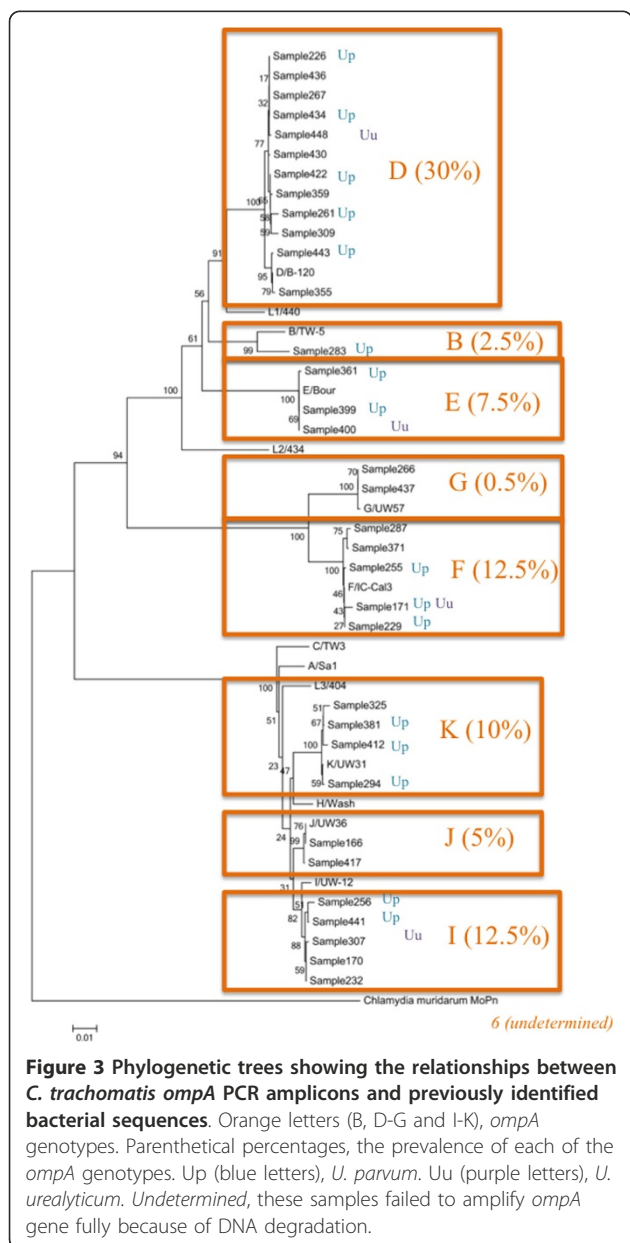 Sample226 Up
17 Sample436
Sample267
32
Sample434 Up
Sample448 Uu
77
Sample430
Sample422 Up
D (30%)
Sample359
100
Sample261 Up
58
59 Sample309
Sample443 Up
91
95 D/B-120
79 Sample355
56
L1/440
B/TW-5
61
99 Sample283 Up
B (2.5%)
Sample361 Up
100 E/Bour
E (7.5%)
100
Sample399 Up
69 Sample400 Uu
L2/434
94
70 Sample266
G (0.5%)
100 Sample437
G/UW57
100
75 Sample287
Sample371
100 Sample255 Up
F (12.5%)
46 F/IC-Cal3
43 Sample171 Up Uu
27 Sample229 Up
C/TW3
A/Sa1
100
L3/404
51
51 Sample325
67 Sample381 Up
K (10%)
23
47
100 Sample412 Up
K/UW31
59 Sample294 Up
H/Wash
24
76 J/UW36
99 Sample166
J (5%)
Sample417
31
I/UW-12
51
Sample256 Up
82 Sample441 Up
88 Sample307 Uu
I (12.5%)
Sample170
59
Sample232
Chlamydia muridarum MoPn
6 (undetermined)
0.01
Figure 3 Phylogenetic trees showing the relationships between
C. trachomatis ompA PCR amplicons and previously identified
bacterial sequences. Orange letters (B, D-G and I-K), ompA
genotypes. Parenthetical percentages, the prevalence of each of the
ompA genotypes. Up (blue letters), U. parvum. Uu (purple letters), U.
urealyticum. Undetermined, these samples failed to amplify ompA
gene fully because of DNA degradation.